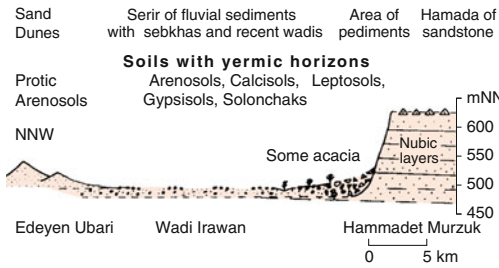 Sand Dunes
Serir of fluvial sediments with sebkhas and recent wadis
Area of pediments
Hamada of sandstone
Soils with yermic horizons
Protic Arenosols
Arenosols, Calcisols, Leptosols, Gypsisols, Solonchaks
mNN
NNW
600
Nubic layers
550
Some acacia
500
450
Edeyen Ubari
Wadi Irawan
Hammadet Murzuk
0 5 km